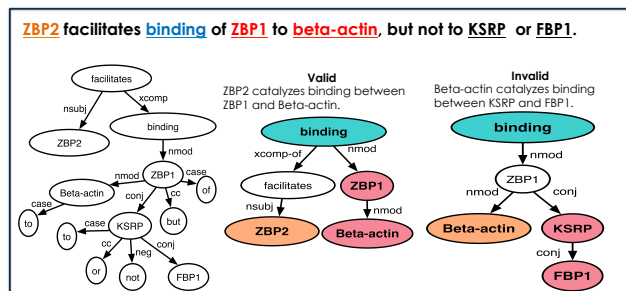 ZBP2 facilitates binding of ZBP1 to beta-actin, but not to KSRP or FBP1.
facilitates
nsubj
xcomp
ZBP2
binding
nmod
nmod
ZBP1
case
of
case
Beta-actin
conj
cc
to
case
KSRP
but
to
cc
neg
conj
or
not
FBP1
Valid
ZBP2 catalyzes binding between
ZBP1 and Beta-actin.
binding
xcomp-of
nmod
facilitates
ZBP1
nsubj
nmod
ZBP2
Beta-actin
Invalid
Beta-actin catalyzes binding
between KSRP and FBP1.
binding
nmod
ZBP1
nmod
conj
Beta-actin
KSRP
conj
FBP1